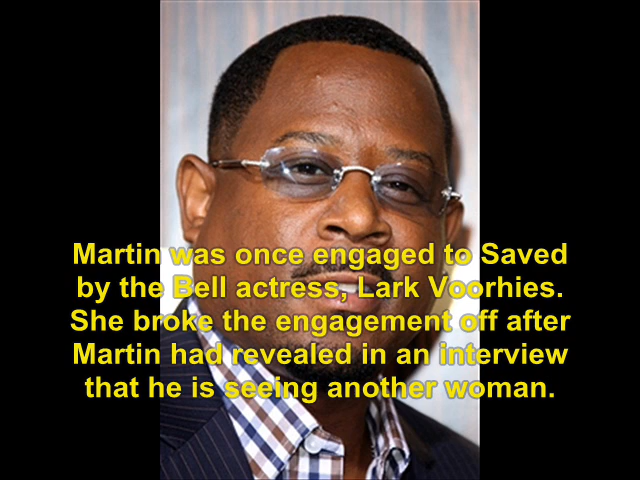 Martin was once engaged to Saved
by the Bell actress, Lark Voorhies.
She broke the engagement off after
Martin had revealed in an interview
that he is seeing another woman.